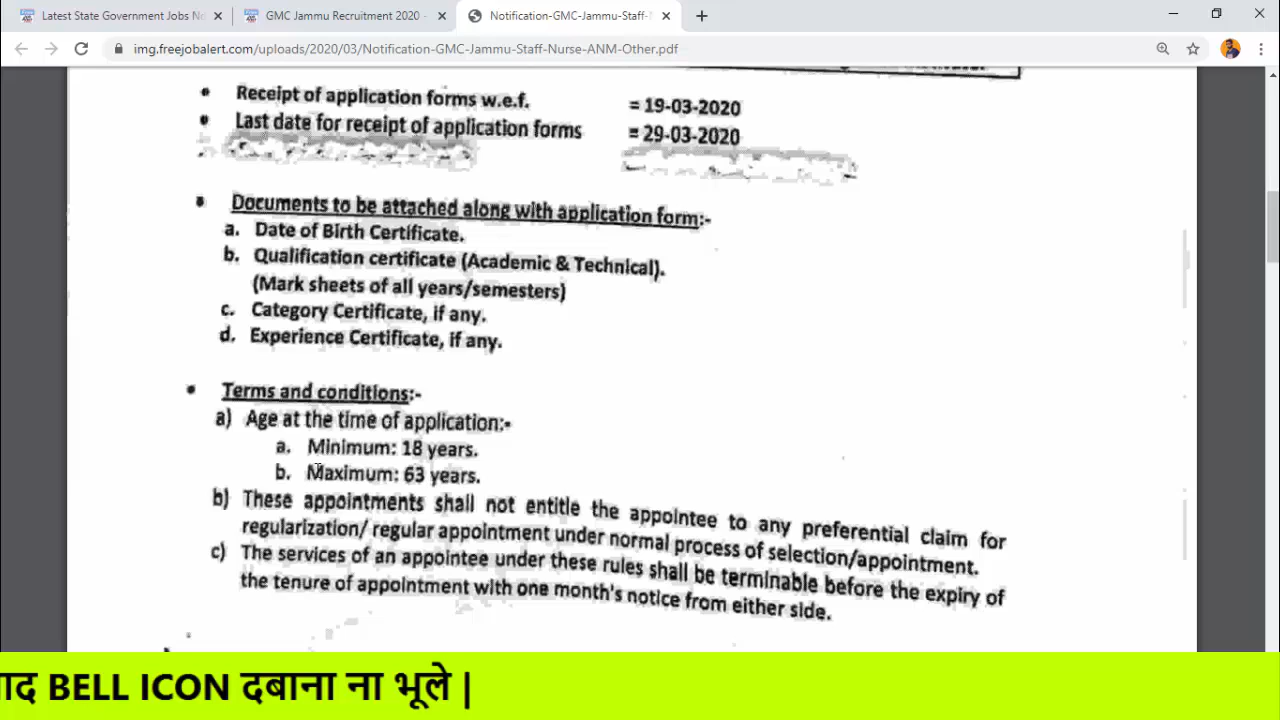 Latest State Government Jobs N
GMC Jammu Recruitment 2020 -
Notification-GMC-Jammu-Staff-N
img.freejobalert.com/uploads/2020/03/Notification-GMC-Jammu-Staff-Nurse-ANM-Other.pdf
• Receipt of application forms w.e.f. = 19-03-2020
• Last date for receipt of application forms = 29-03-2020
• Documents to be attached along with application form:-
a. Date of Birth Certificate.
b. Qualification certificate (Academic & Technical).
(Mark sheets of all years/semesters)
c. Category Certificate, if any.
d. Experience Certificate, if any.
• Terms and conditions:-
a) Age at the time of application:-
a. Minimum: 18 years.
b. Maximum: 63 years.
b) These appointments shall not entitle the appointee to any preferential claim for
regularization/ regular appointment under normal process of selection/appointment.
c) The services of an appointee under these rules shall be terminable before the expiry of
the tenure of appointment with one month's notice from either side.
ाद BELL ICON दबाना ना भूले |